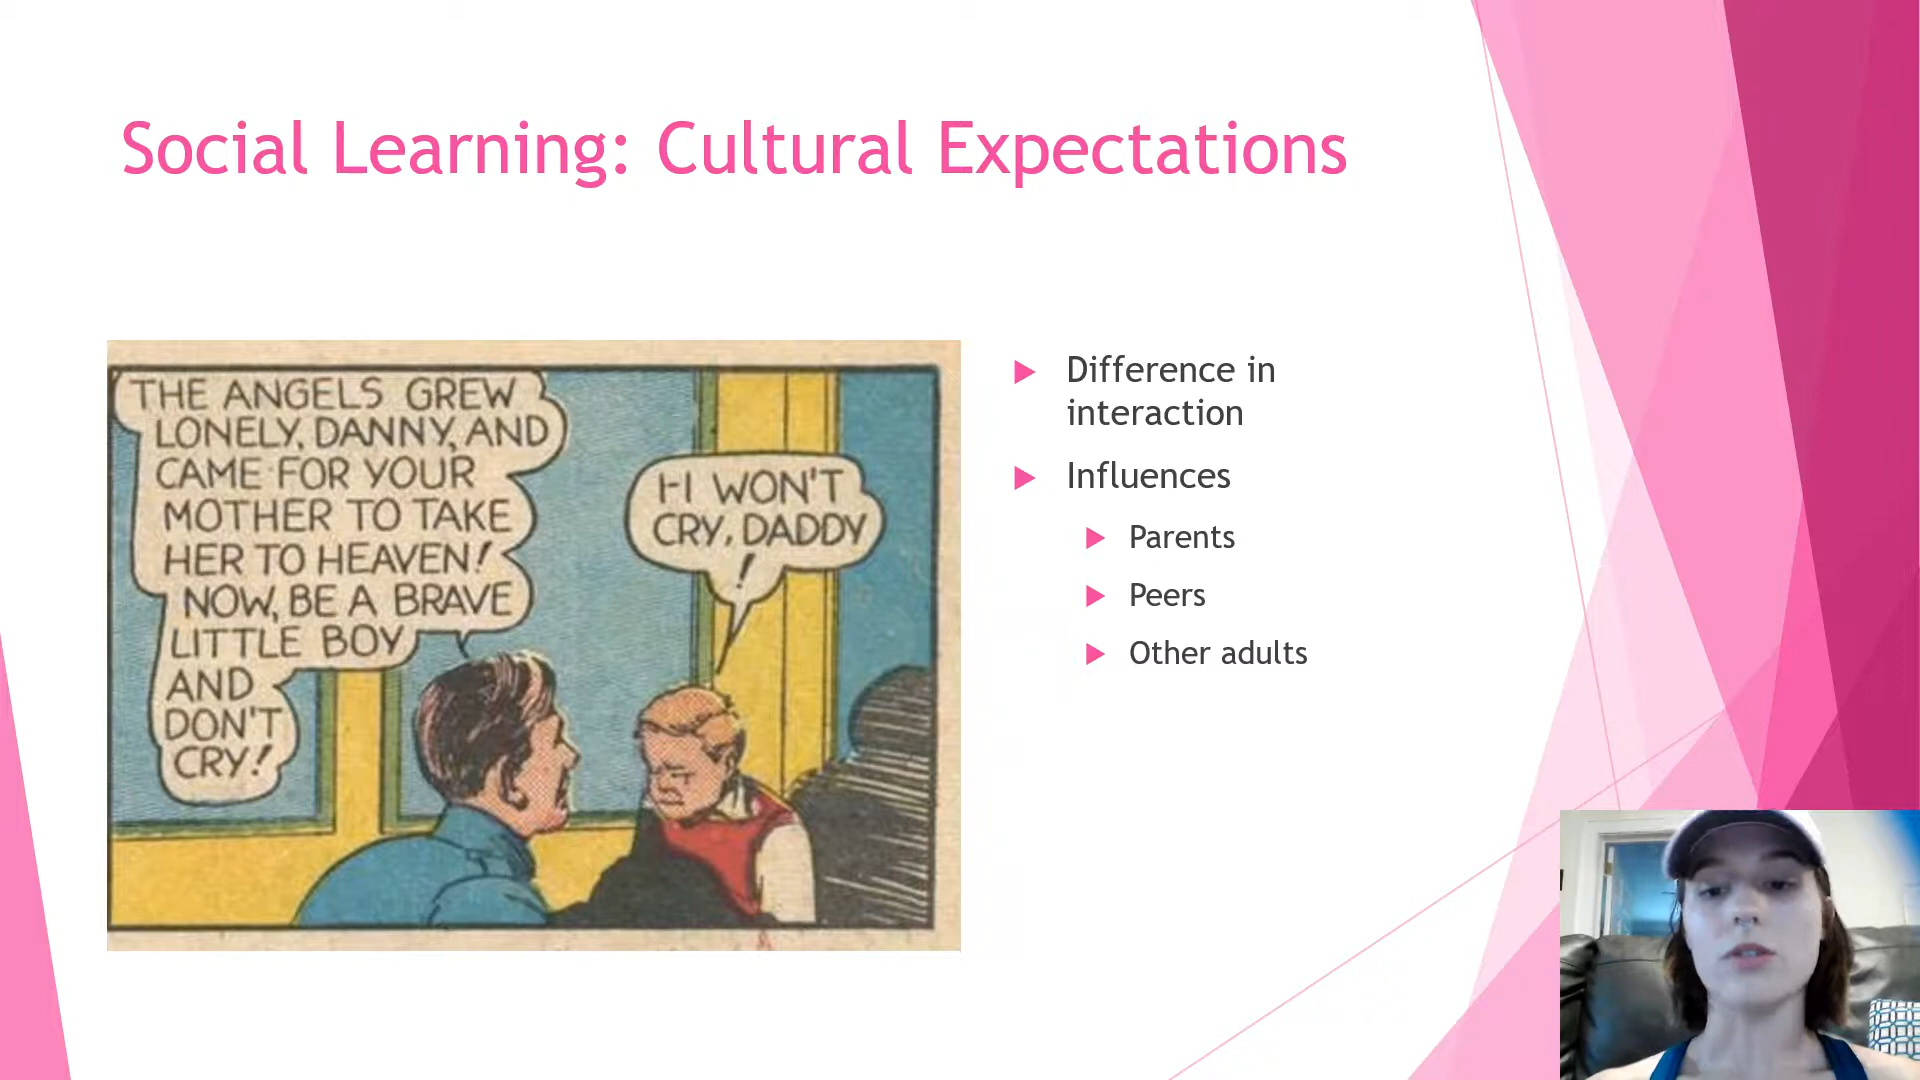 Social Learning: Cultural Expectations
THE ANGELS GREW
LONELY, DANNY, AND
CAME FOR YOUR
MOTHER TO TAKE
HER TO HEAVEN!
NOW, BE A BRAVE
LITTLE BOY
AND
DON'T
CRY!
I-I WON'T
CRY, DADDY
!
Difference in
interaction
Influences
Parents
Peers
Other adults